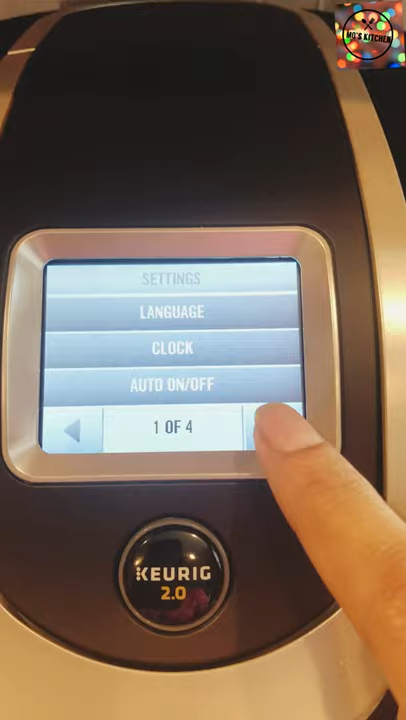 MO'S KITCHEN
SETTINGS
LANGUAGE
CLOCK
AUTO ON/OFF
1 OF 4
KEURIG
2.0